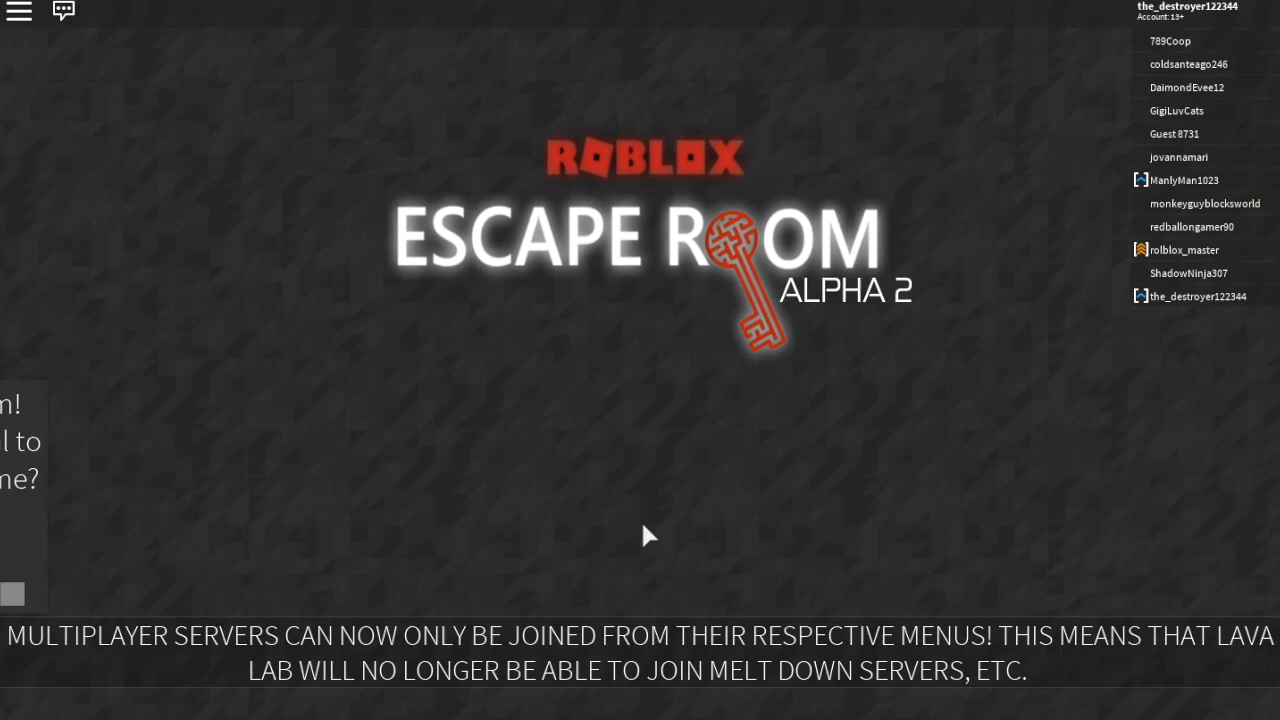 the_destroyer122344
Account: 13+
789Coop
coldsanteago246
DaimondEvee12
GigiLuvCats
Guest 8731
jovannamari
ManlyMan1023
monkeyguyblocksworld
redballongamer90
rolblox_master
ShadowNinja307
the_destroyer122344
ROBLOX
ESCAPE ROOM
ALPHA 2
m!
l to
me?
MULTIPLAYER SERVERS CAN NOW ONLY BE JOINED FROM THEIR RESPECTIVE MENUS! THIS MEANS THAT LAVA
LAB WILL NO LONGER BE ABLE TO JOIN MELT DOWN SERVERS, ETC.